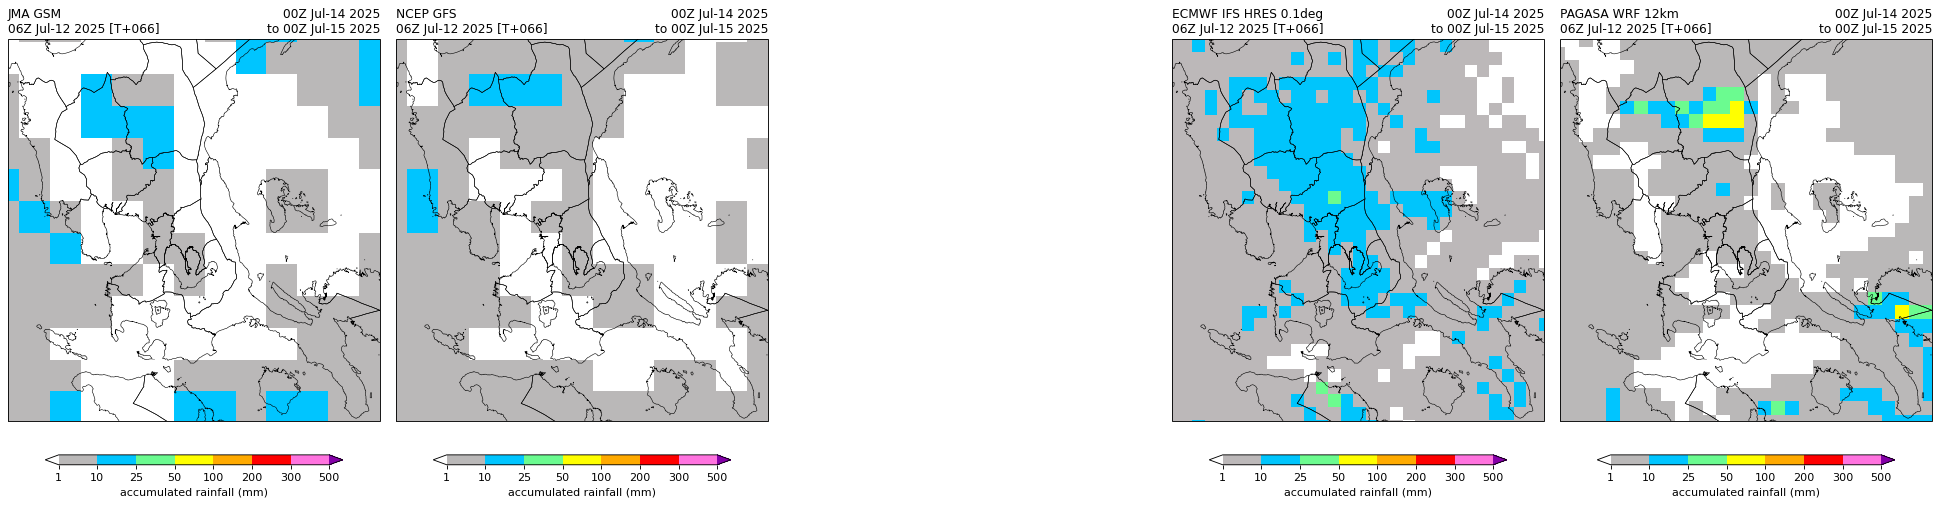 JMA GSM 00Z Jul-14 2025
06Z Jul-12 2025 [T+066] to 00Z Jul-15 2025
1 10 25 50 100 200 300 500
accumulated rainfall (mm)
NCEP GFS 00Z Jul-14 2025
06Z Jul-12 2025 [T+066] to 00Z Jul-15 2025
1 10 25 50 100 200 300 500
accumulated rainfall (mm)
ECMWF IFS HRES 0.1deg 00Z Jul-14 2025
06Z Jul-12 2025 [T+066] to 00Z Jul-15 2025
1 10 25 50 100 200 300 500
accumulated rainfall (mm)
PAGASA WRF 12km 00Z Jul-14 2025
06Z Jul-12 2025 [T+066] to 00Z Jul-15 2025
1 10 25 50 100 200 300 500
accumulated rainfall (mm)